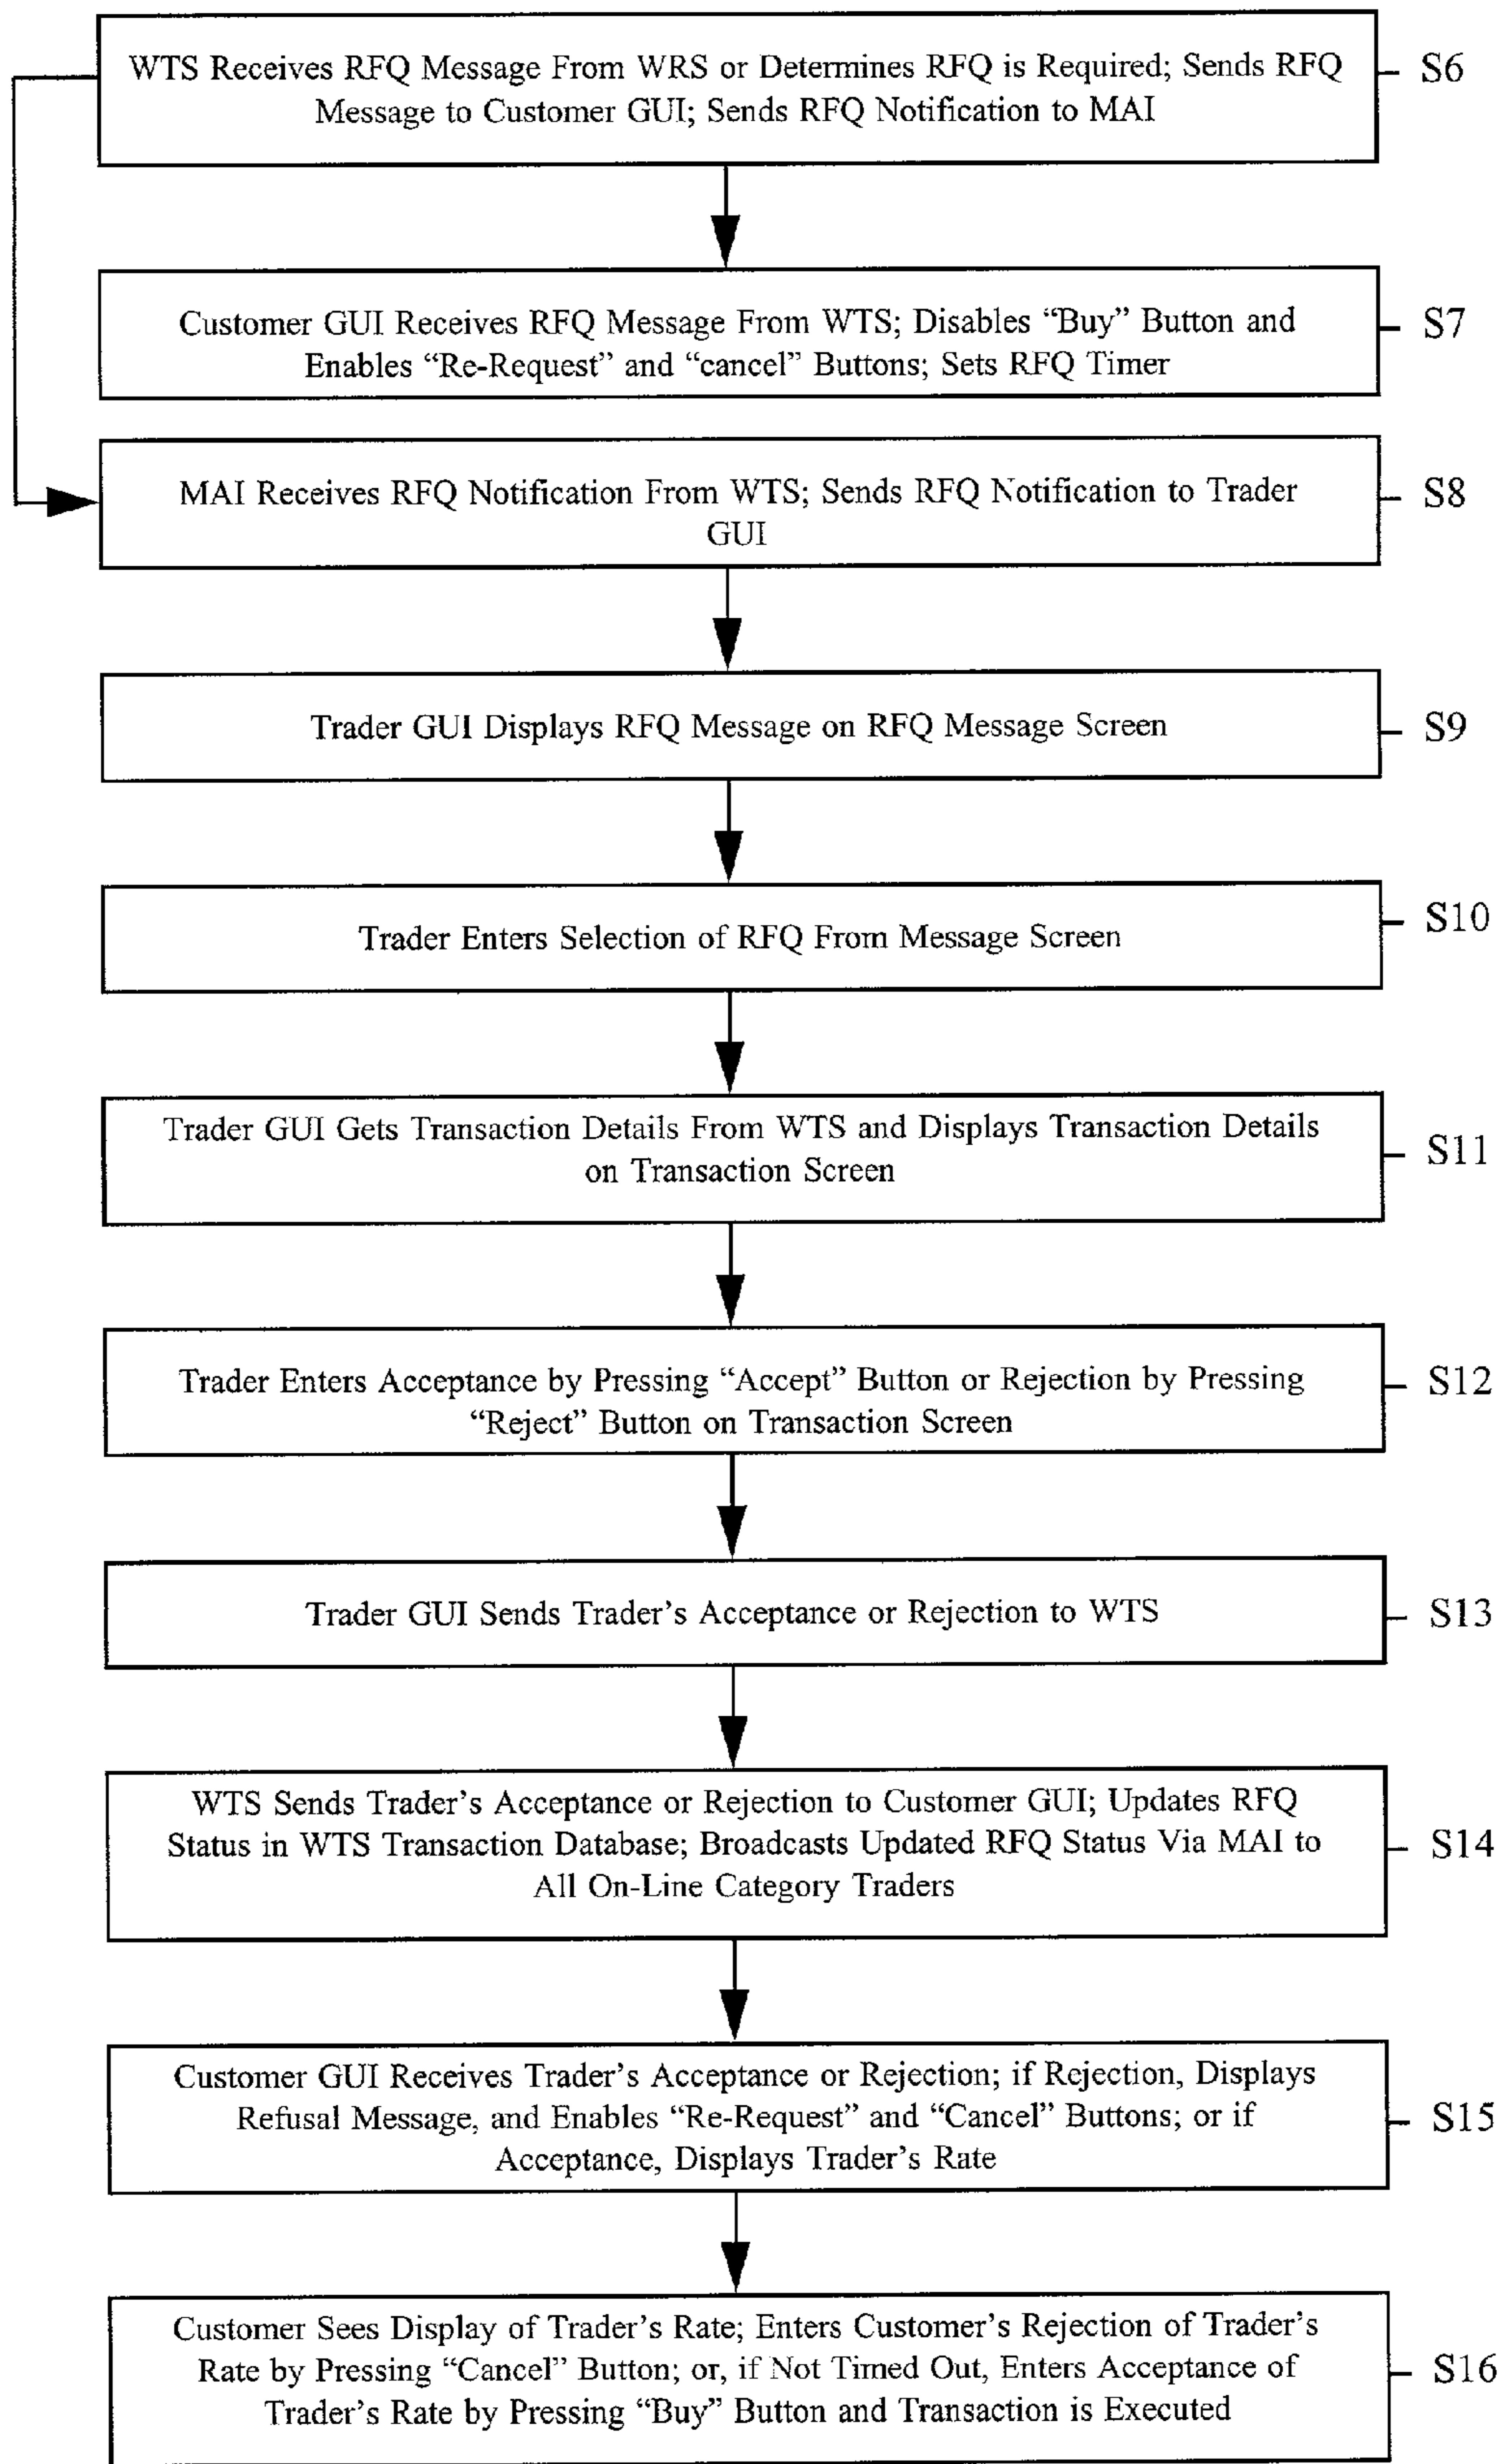 WTS Receives RFQ Message From WRS or Determines RFQ is Required; Sends RFQ
Message to Customer GUI; Sends RFQ Notification to MAI
S6
Customer GUI Receives RFQ Message From WTS; Disables “Buy” Button and
Enables “Re-Request” and “cancel” Buttons; Sets RFQ Timer
S7
MAI Receives RFQ Notification From WTS; Sends RFQ Notification to Trader
GUI
S8
Trader GUI Displays RFQ Message on RFQ Message Screen
S9
Trader Enters Selection of RFQ From Message Screen
S10
Trader GUI Gets Transaction Details From WTS and Displays Transaction Details
on Transaction Screen
S11
Trader Enters Acceptance by Pressing “Accept” Button or Rejection by Pressing
“Reject” Button on Transaction Screen
S12
Trader GUI Sends Trader’s Acceptance or Rejection to WTS
S13
WTS Sends Trader’s Acceptance or Rejection to Customer GUI; Updates RFQ
Status in WTS Transaction Database; Broadcasts Updated RFQ Status Via MAI to
All On-Line Category Traders
S14
Customer GUI Receives Trader’s Acceptance or Rejection; if Rejection, Displays
Refusal Message, and Enables “Re-Request” and “Cancel” Buttons; or if
Acceptance, Displays Trader’s Rate
S15
Customer Sees Display of Trader’s Rate; Enters Customer’s Rejection of Trader’s
Rate by Pressing “Cancel” Button; or, if Not Timed Out, Enters Acceptance of
Trader’s Rate by Pressing “Buy” Button and Transaction is Executed
S16